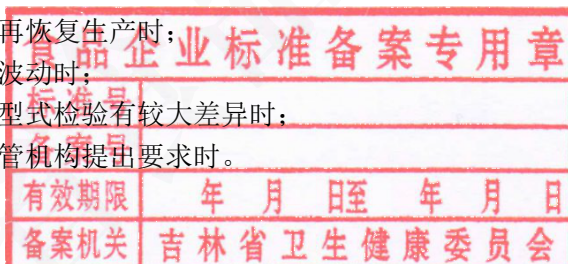 再恢复生产时；
食品企业标准备案专用章
波动时；
标准号
型式检验有较大差异时；
备案号
管机构提出要求时。
有效期限 年 月 日至 年 月 日
备案机关 吉林省卫生健康委员会